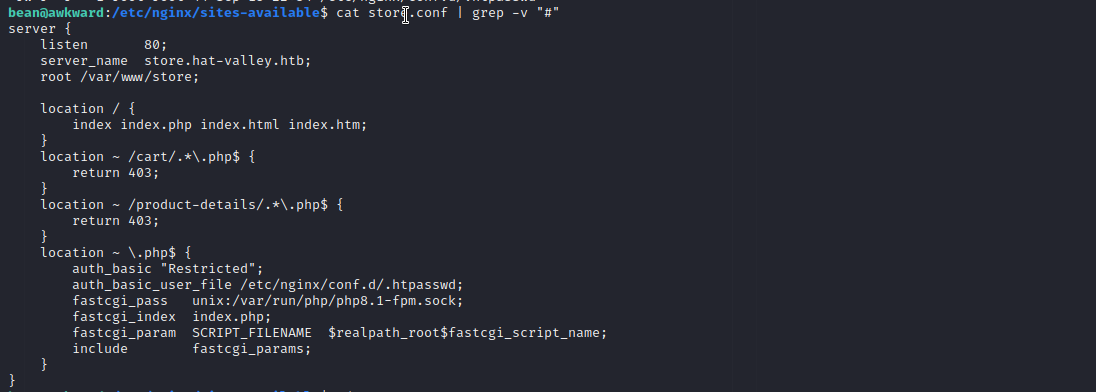 bean@awkward:/etc/nginx/sites-available$ cat store.conf | grep -v "#"
server {
    listen       80;
    server_name  store.hat-valley.htb;
    root /var/www/store;

    location / {
        index index.php index.html index.htm;
    }
    location ~ /cart/.*\.php$ {
        return 403;
    }
    location ~ /product-details/.*\.php$ {
        return 403;
    }
    location ~ \.php$ {
        auth_basic "Restricted";
        auth_basic_user_file /etc/nginx/conf.d/.htpasswd;
        fastcgi_pass   unix:/var/run/php/php8.1-fpm.sock;
        fastcgi_index  index.php;
        fastcgi_param  SCRIPT_FILENAME  $realpath_root$fastcgi_script_name;
        include        fastcgi_params;
    }
}